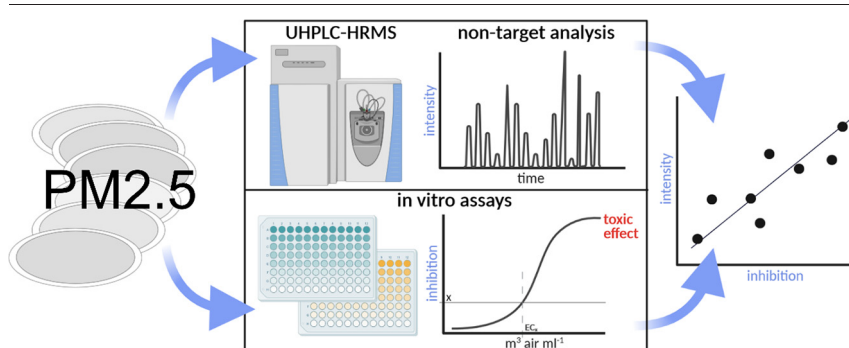 UHPLC-HRMS
non-target analysis
intensity
time
PM2.5
in vitro assays
inhibition
x
toxic
effect
ECₓ
m³ air ml⁻¹
intensity
inhibition